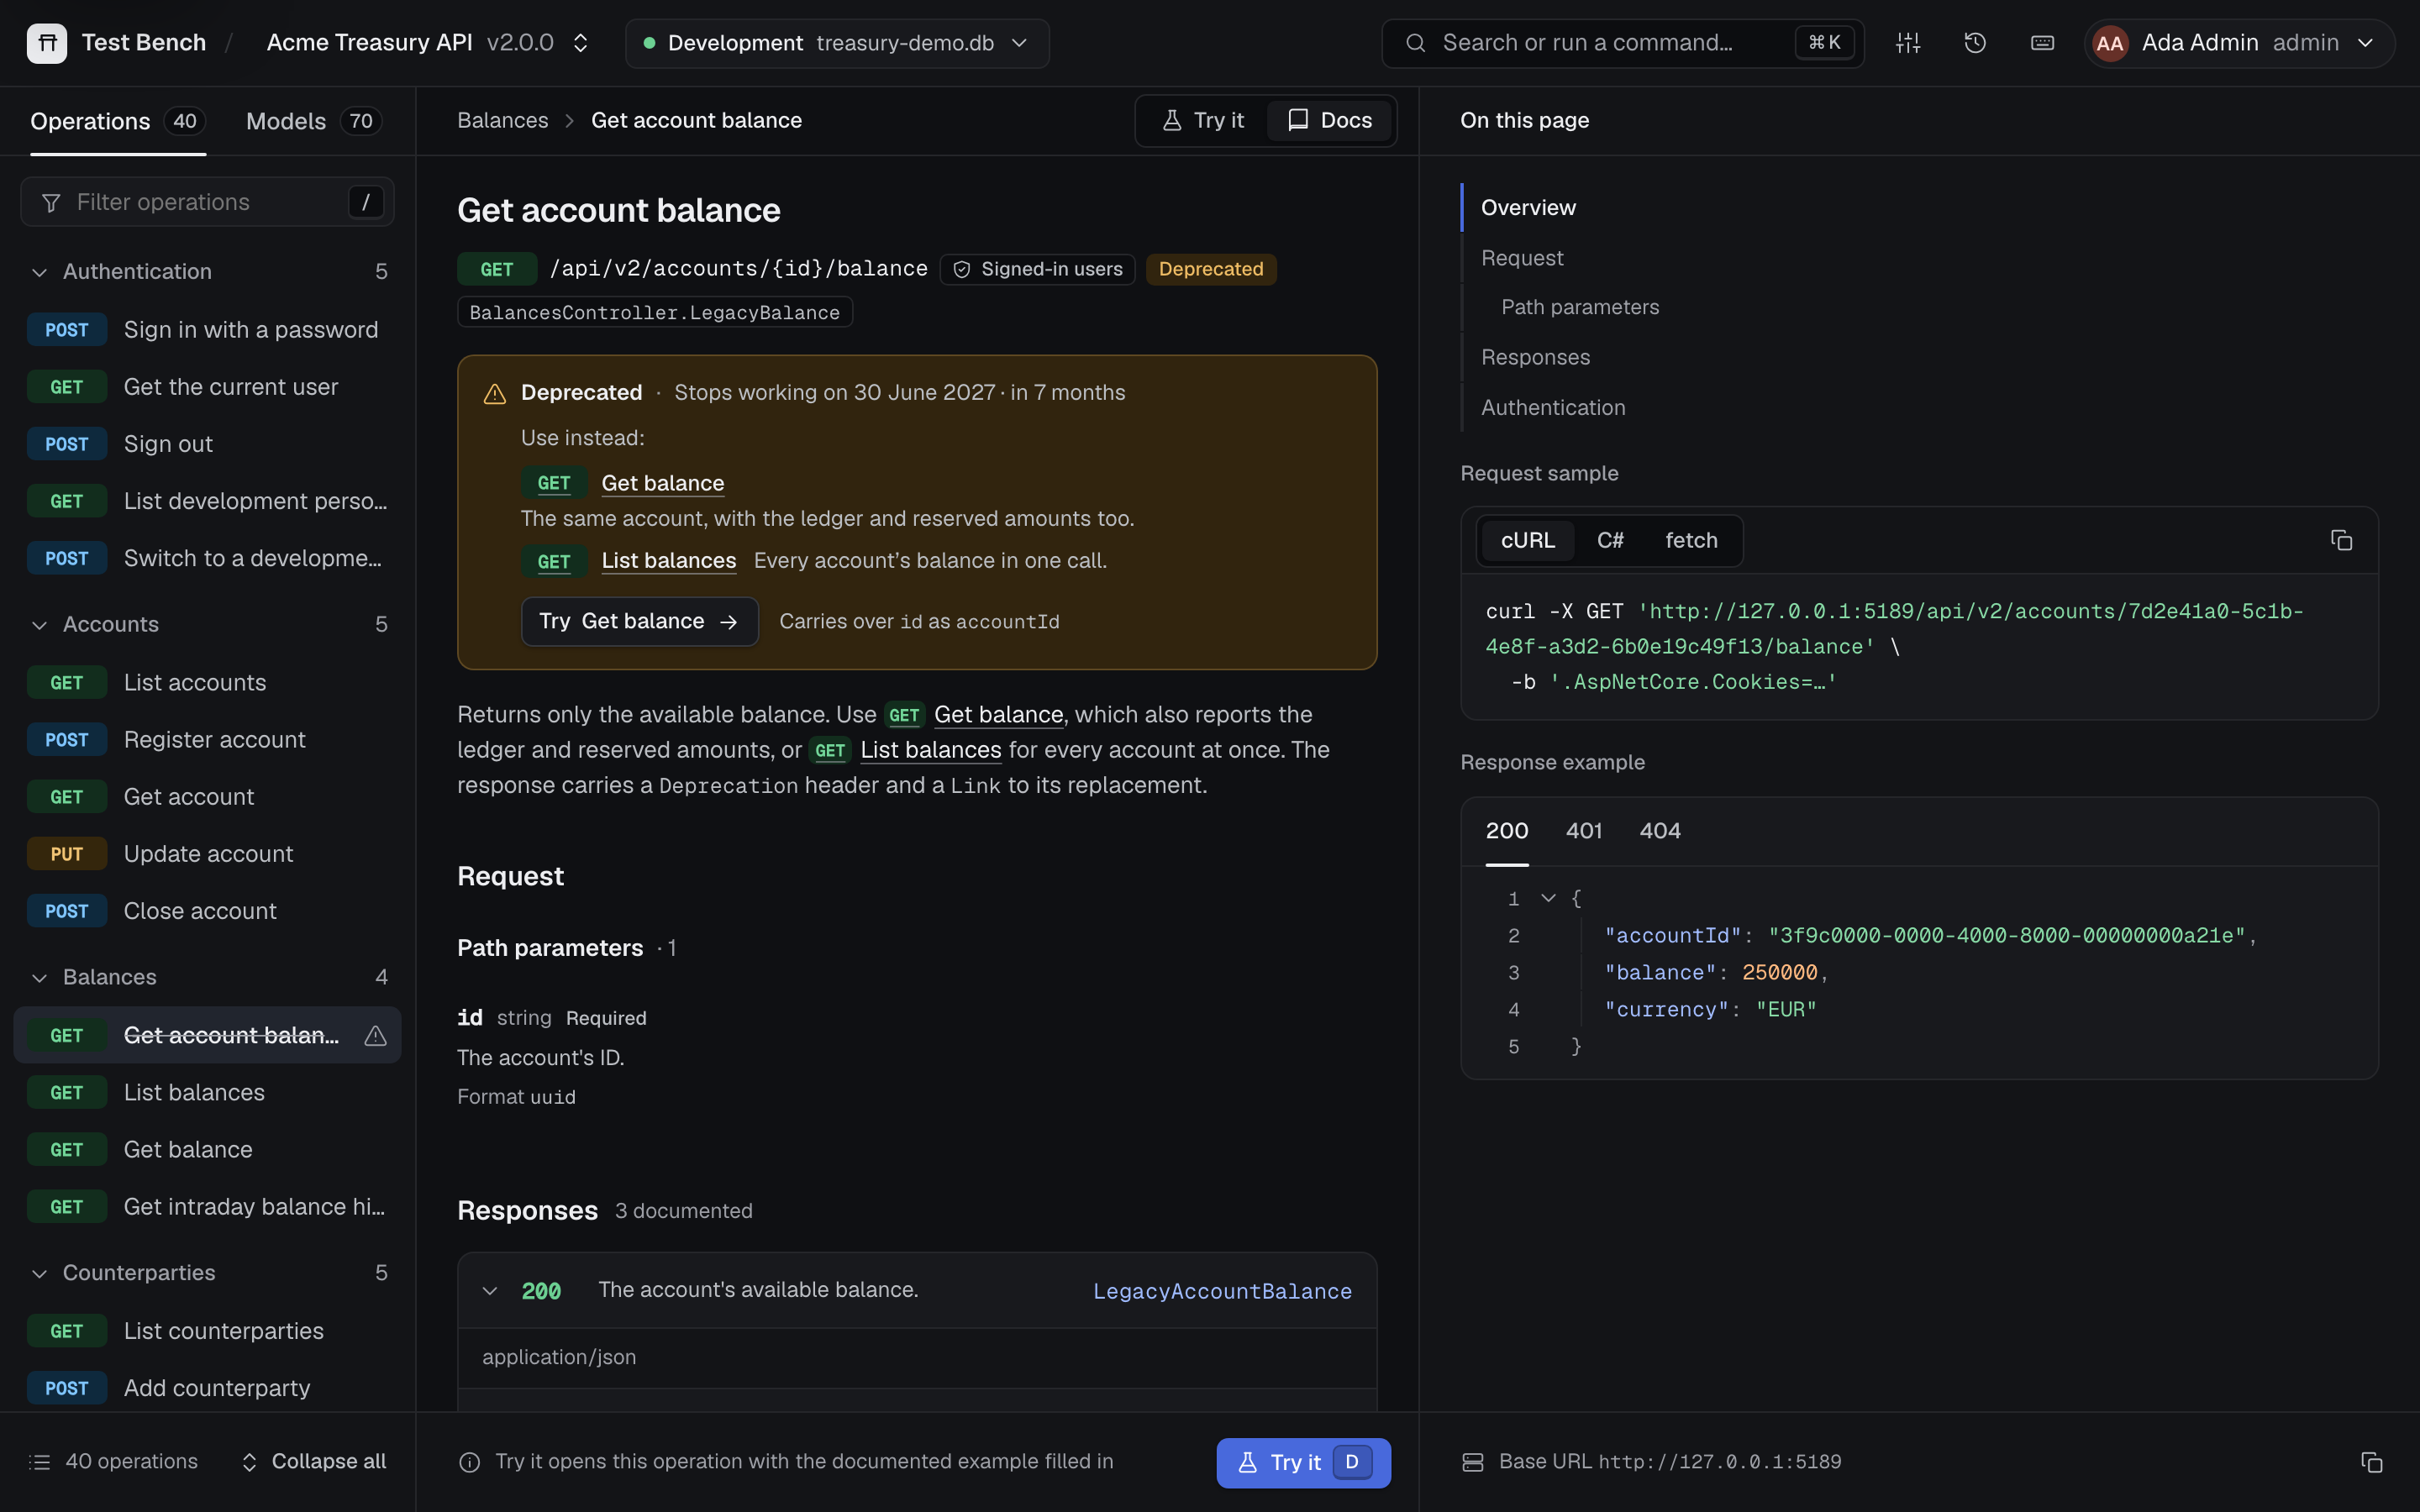 Test Bench / Acme Treasury API v2.0.0
Development treasury-demo.db
Search or run a command… ⌘K
AA Ada Admin admin
Operations 40 Models 70
Filter operations /
Authentication 5
POST Sign in with a password
GET Get the current user
POST Sign out
GET List development perso…
POST Switch to a developme…
Accounts 5
GET List accounts
POST Register account
GET Get account
PUT Update account
POST Close account
Balances 4
GET Get account balan…
GET List balances
GET Get balance
GET Get intraday balance hi…
Counterparties 5
GET List counterparties
POST Add counterparty
40 operations Collapse all
Balances > Get account balance
Try it Docs
Get account balance
GET /api/v2/accounts/{id}/balance Signed-in users Deprecated
BalancesController.LegacyBalance
Deprecated · Stops working on 30 June 2027 · in 7 months
Use instead:
GET Get balance
The same account, with the ledger and reserved amounts too.
GET List balances Every account’s balance in one call.
Try Get balance → Carries over id as accountId
Returns only the available balance. Use GET Get balance, which also reports the
ledger and reserved amounts, or GET List balances for every account at once. The
response carries a Deprecation header and a Link to its replacement.
Request
Path parameters · 1
id string Required
The account's ID.
Format uuid
Responses 3 documented
200 The account's available balance. LegacyAccountBalance
application/json
Try it opens this operation with the documented example filled in
Try it D
On this page
Overview
Request
Path parameters
Responses
Authentication
Request sample
cURL C# fetch
curl -X GET 'http://127.0.0.1:5189/api/v2/accounts/7d2e41a0-5c1b-
4e8f-a3d2-6b0e19c49f13/balance' \
-b '.AspNetCore.Cookies=…'
Response example
200 401 404
1 {
2 "accountId": "3f9c0000-0000-4000-8000-00000000a21e",
3 "balance": 250000,
4 "currency": "EUR"
5 }
Base URL http://127.0.0.1:5189